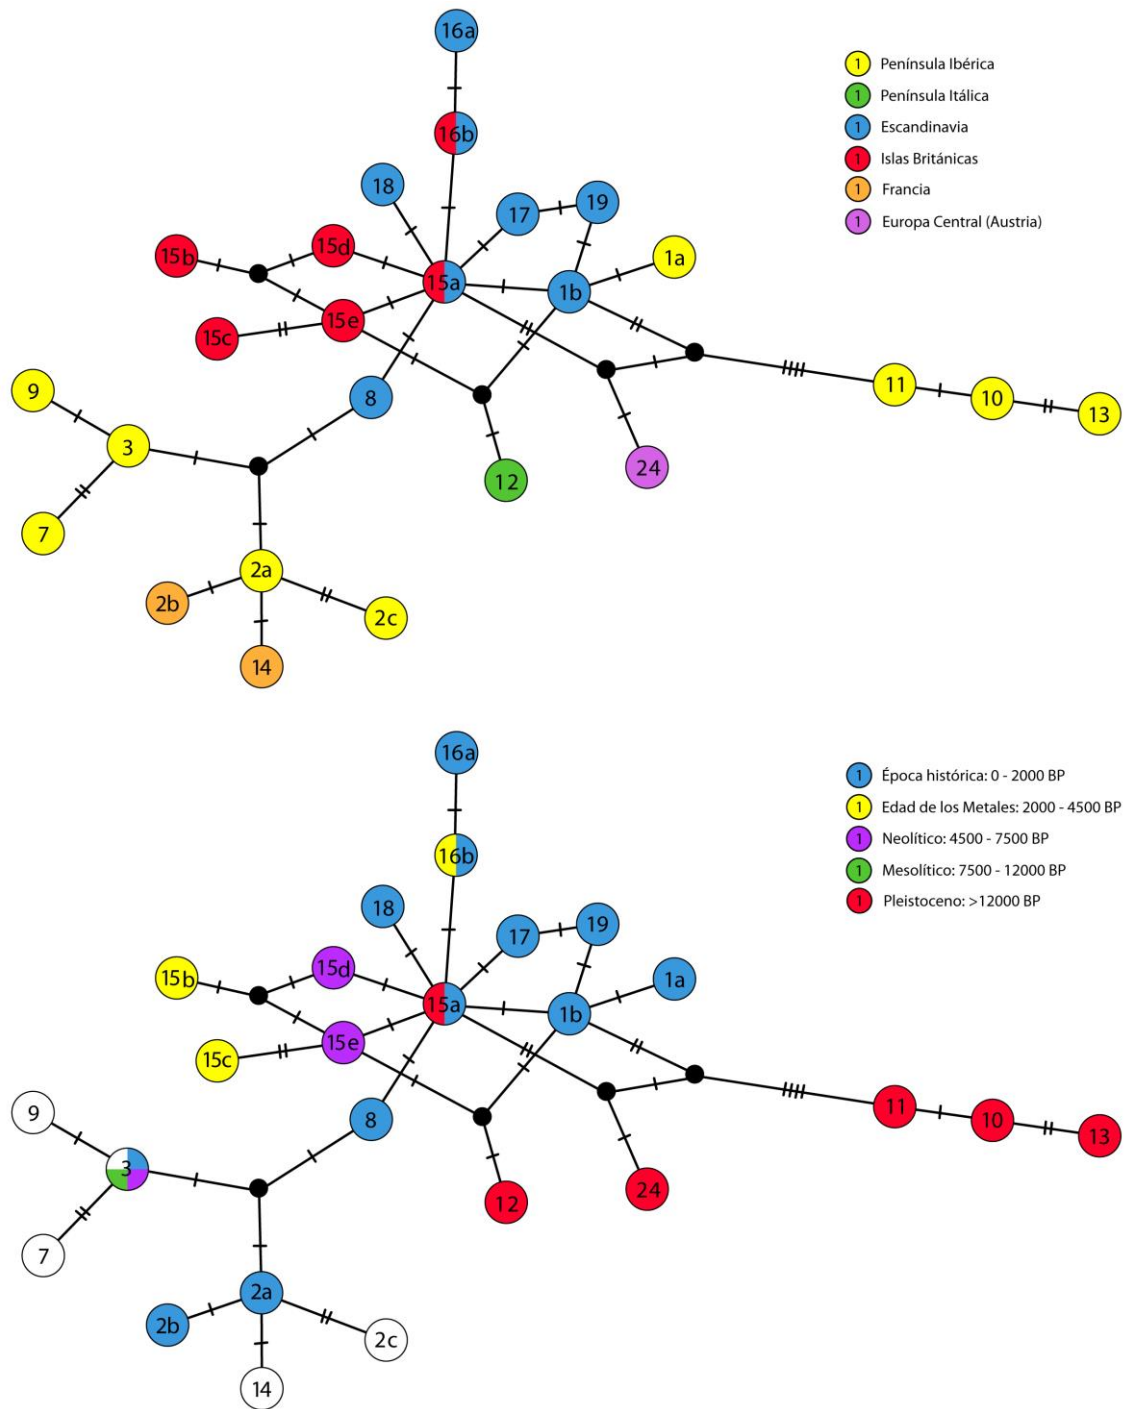 16a
1 Península Ibérica
1 Península Itálica
16b
1 Escandinavia
1 Islas Británicas
18
1 Francia
17
19
1 Europa Central (Austria)
15b
15d
1a
15a
1b
15e
15c
9
8
11
10
13
3
12
24
7
2a
2b
2c
14
16a
1 Época histórica: 0 - 2000 BP
1 Edad de los Metales: 2000 - 4500 BP
1 Neolítico: 4500 - 7500 BP
16b
1 Mesolítico: 7500 - 12000 BP
1 Pleistoceno: >12000 BP
18
17
19
15b
15d
1a
15a
1b
15e
15c
9
8
11
10
13
3
12
24
7
2a
2b
2c
14